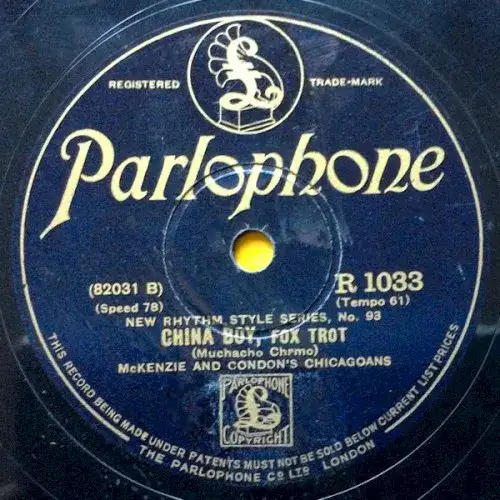 REGISTERED TRADE-MARK
Parlophone
(82031 B) R 1033
(Speed 78) (Tempo 61)
NEW RHYTHM STYLE SERIES, No. 93
CHINA BOY, FOX TROT
(Muchacho Chrmo)
McKENZIE AND CONDON'S CHICAGOANS
PARLOPHONE
COPYRIGHT
THIS RECORD BEING MADE UNDER PATENTS MUST NOT BE SOLD BELOW CURRENT LIST PRICES
THE PARLOPHONE CO LTD LONDON